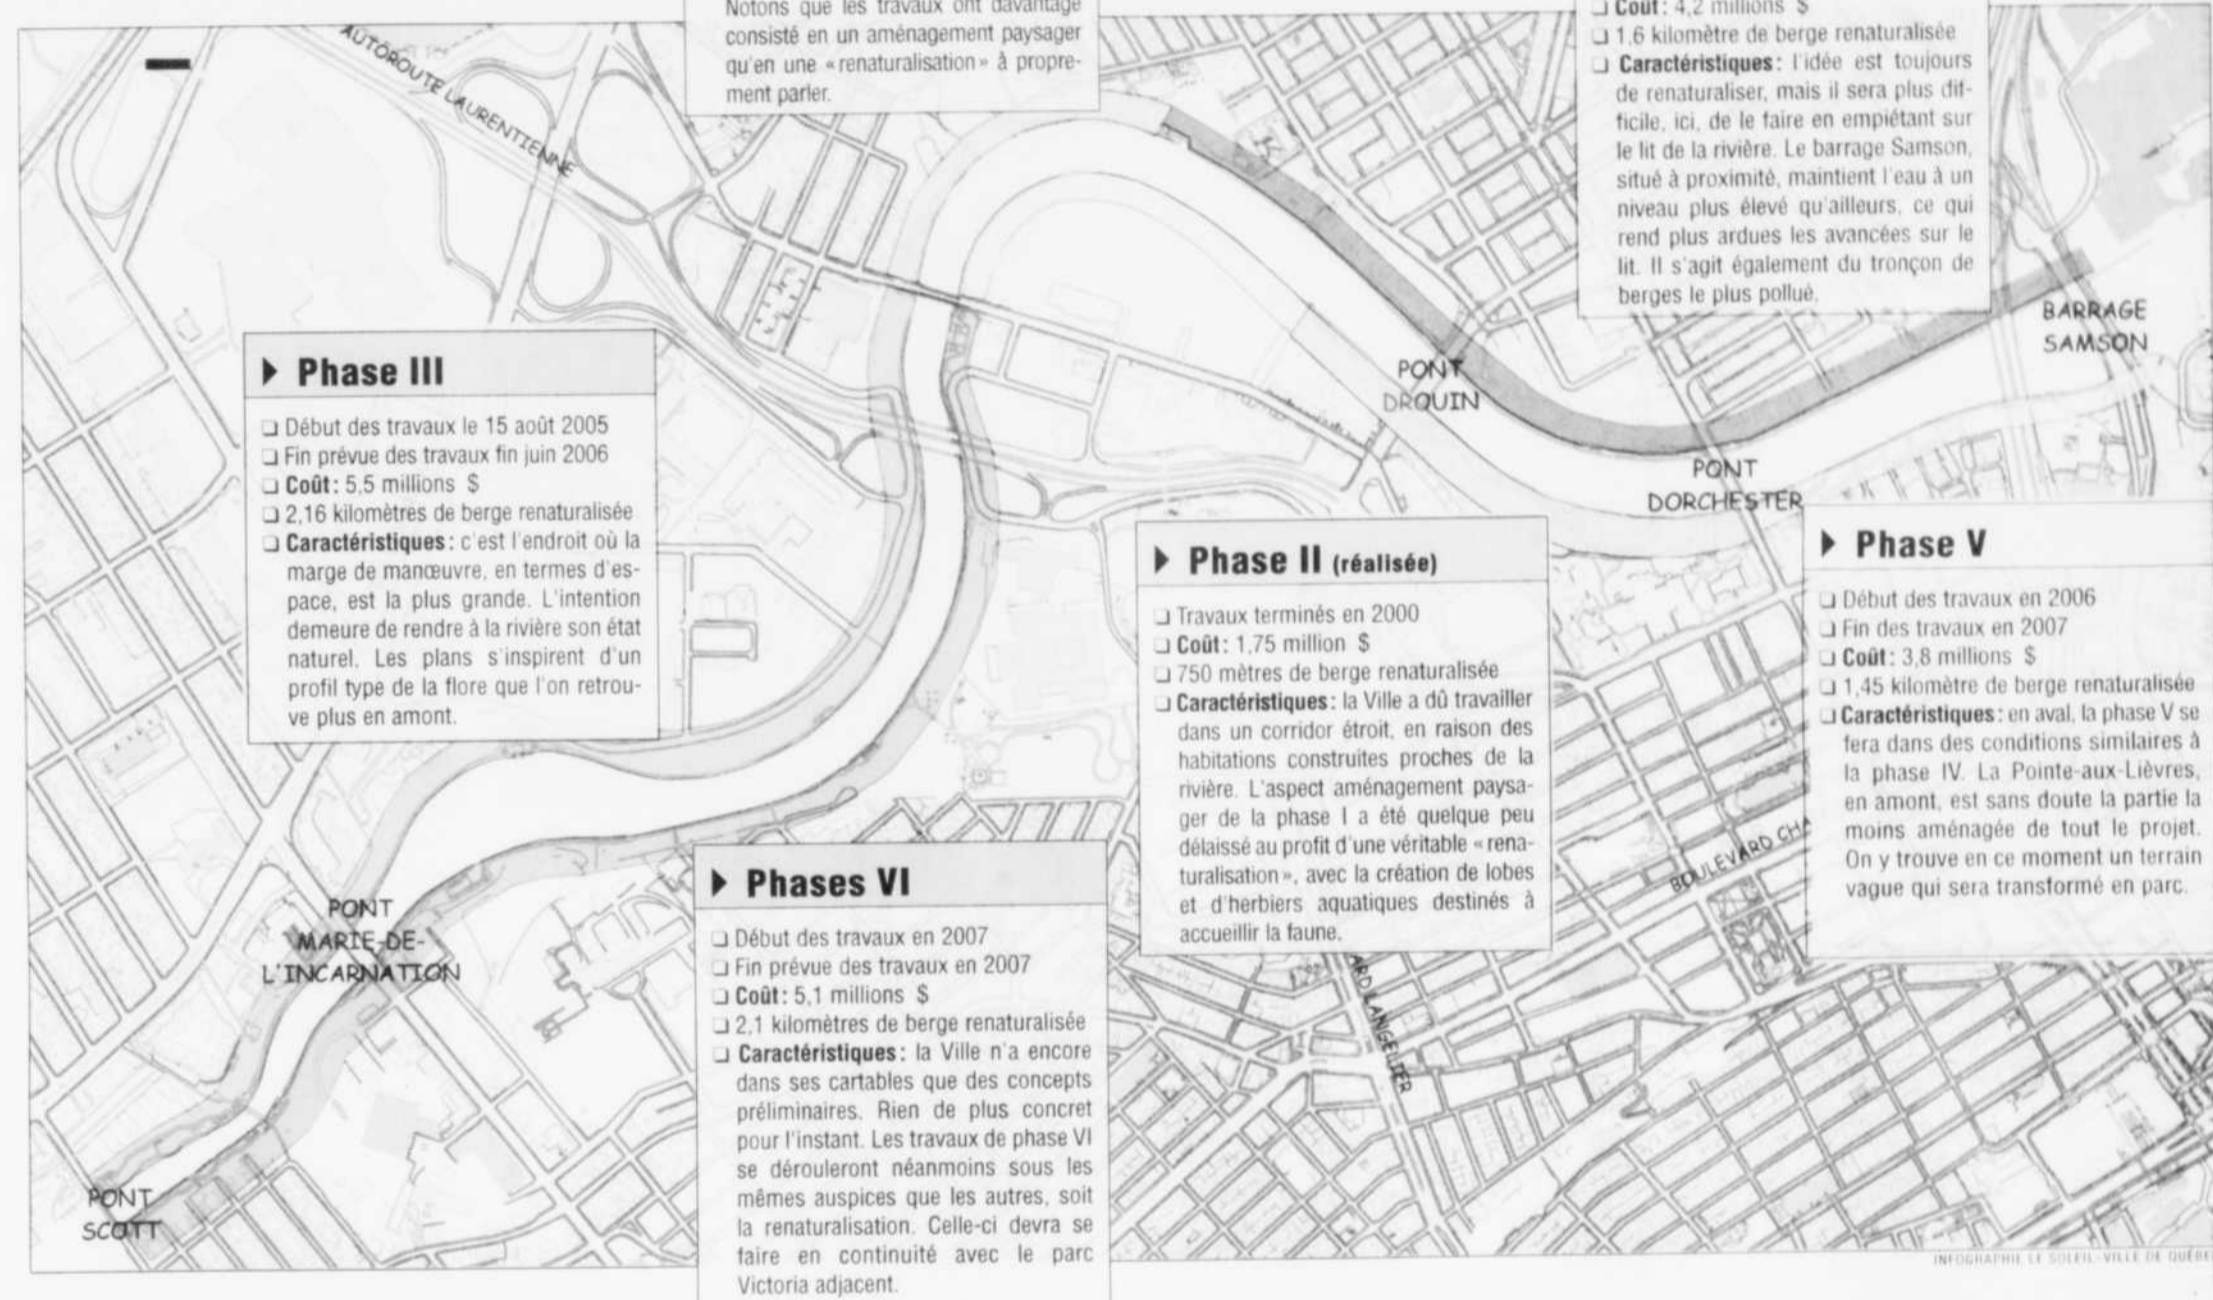 Notons que les travaux ont davantage
consisté en un aménagement paysager
qu'en une «renaturalisation» à propre-
ment parler.
❑ Coût: 4,2 millions $
❑ 1,6 kilomètre de berge renaturalisée
❑ Caractéristiques: l'idée est toujours
de renaturaliser, mais il sera plus dif-
ficile, ici, de le faire en empiétant sur
le lit de la rivière. Le barrage Samson,
situé à proximité, maintient l'eau à un
niveau plus élevé qu'ailleurs, ce qui
rend plus ardues les avancées sur le
lit. Il s'agit également du tronçon de
berges le plus pollué.
AUTOROUTE LAURENTIENNE
BARRAGE
SAMSON
PONT
DROUIN
PONT
DORCHESTER
▶ Phase III
❑ Début des travaux le 15 août 2005
❑ Fin prévue des travaux fin juin 2006
❑ Coût: 5,5 millions $
❑ 2,16 kilomètres de berge renaturalisée
❑ Caractéristiques: c'est l'endroit où la
marge de manœuvre, en termes d'es-
pace, est la plus grande. L'intention
demeure de rendre à la rivière son état
naturel. Les plans s'inspirent d'un
profil type de la flore que l'on retrou-
ve plus en amont.
▶ Phase II (réalisée)
❑ Travaux terminés en 2000
❑ Coût: 1,75 million $
❑ 750 mètres de berge renaturalisée
❑ Caractéristiques: la Ville a dû travailler
dans un corridor étroit, en raison des
habitations construites proches de la
rivière. L'aspect aménagement paysa-
ger de la phase I a été quelque peu
délaissé au profit d'une véritable «rena-
turalisation», avec la création de lobes
et d'herbiers aquatiques destinés à
accueillir la faune.
▶ Phase V
❑ Début des travaux en 2006
❑ Fin des travaux en 2007
❑ Coût: 3,8 millions $
❑ 1,45 kilomètre de berge renaturalisée
❑ Caractéristiques: en aval, la phase V se
fera dans des conditions similaires à
la phase IV. La Pointe-aux-Lièvres,
en amont, est sans doute la partie la
moins aménagée de tout le projet.
On y trouve en ce moment un terrain
vague qui sera transformé en parc.
BOULEVARD CHA
ARD LANGELIER
PONT
MARIE-DE-
L'INCARNATION
▶ Phases VI
❑ Début des travaux en 2007
❑ Fin prévue des travaux en 2007
❑ Coût: 5,1 millions $
❑ 2,1 kilomètres de berge renaturalisée
❑ Caractéristiques: la Ville n'a encore
dans ses cartables que des concepts
préliminaires. Rien de plus concret
pour l'instant. Les travaux de phase VI
se dérouleront néanmoins sous les
mêmes auspices que les autres, soit
la renaturalisation. Celle-ci devra se
faire en continuité avec le parc
Victoria adjacent.
PONT
SCOTT
INFOGRAPHIE LE SOLEIL-VILLE DE QUÉBE